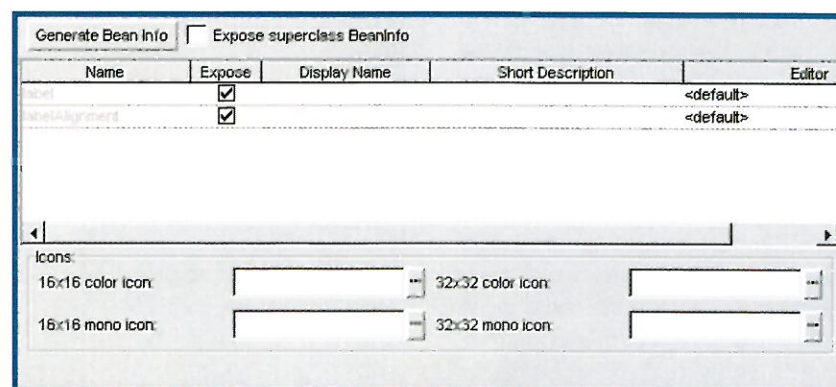 Generate Bean Info Expose superclass BeanInfo
Name Expose Display Name Short Description Editor
label <default>
labelAlignment <default>
Icons:
16x16 color icon: ... 32x32 color icon: ...
16x16 mono icon: ... 32x32 mono icon: ...